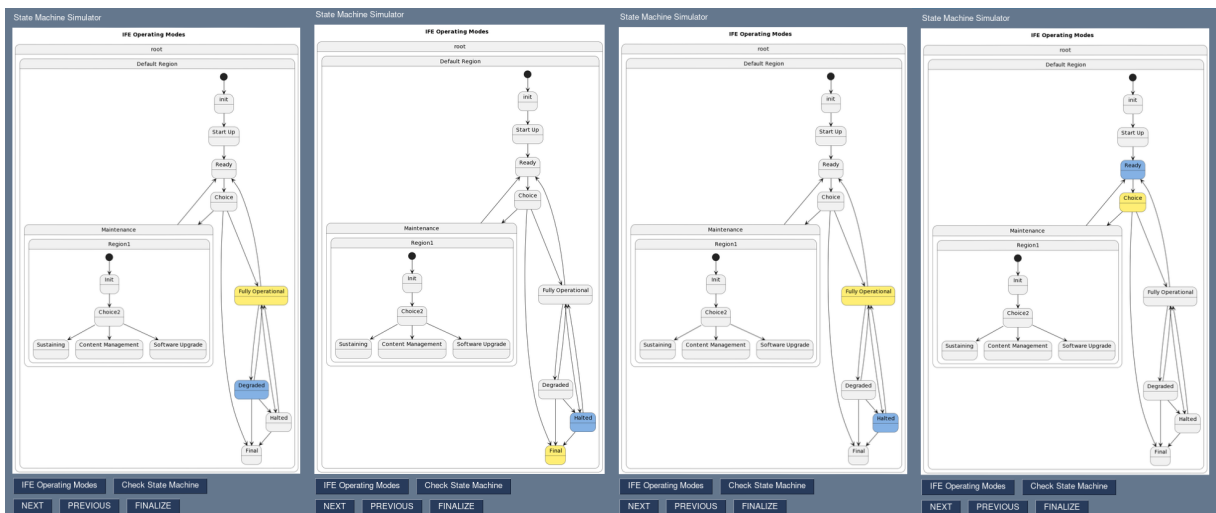 State Machine Simulator
IFE Operating Modes
root
Default Region
init
Start Up
Ready
Choice
Maintenance
Region1
Init
Choice2
Sustaining
Content Management
Software Upgrade
Fully Operational
Degraded
Halted
Final
IFE Operating Modes
Check State Machine
NEXT
PREVIOUS
FINALIZE
State Machine Simulator
IFE Operating Modes
root
Default Region
init
Start Up
Ready
Choice
Maintenance
Region1
Init
Choice2
Sustaining
Content Management
Software Upgrade
Fully Operational
Degraded
Halted
Final
IFE Operating Modes
Check State Machine
NEXT
PREVIOUS
FINALIZE
State Machine Simulator
IFE Operating Modes
root
Default Region
init
Start Up
Ready
Choice
Maintenance
Region1
Init
Choice2
Sustaining
Content Management
Software Upgrade
Fully Operational
Degraded
Halted
Final
IFE Operating Modes
Check State Machine
NEXT
PREVIOUS
FINALIZE
State Machine Simulator
IFE Operating Modes
root
Default Region
init
Start Up
Ready
Choice
Maintenance
Region1
Init
Choice2
Sustaining
Content Management
Software Upgrade
Fully Operational
Degraded
Halted
Final
IFE Operating Modes
Check State Machine
NEXT
PREVIOUS
FINALIZE